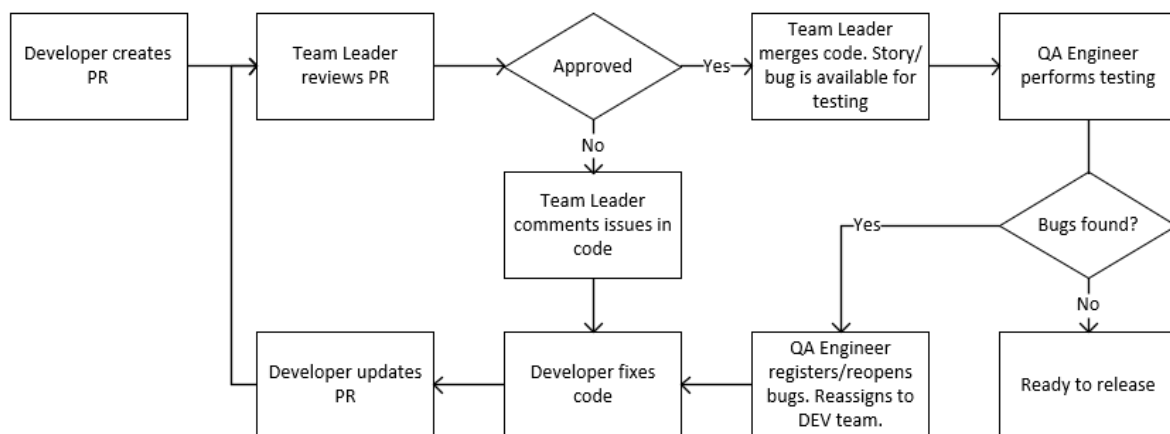 Developer creates
PR
Team Leader
reviews PR
Approved
Yes
Team Leader
merges code. Story/
bug is available for
testing
QA Engineer
performs testing
No
Team Leader
comments issues in
code
Yes
Bugs found?
No
Developer updates
PR
Developer fixes
code
QA Engineer
registers/reopens
bugs. Reassigns to
DEV team.
Ready to release